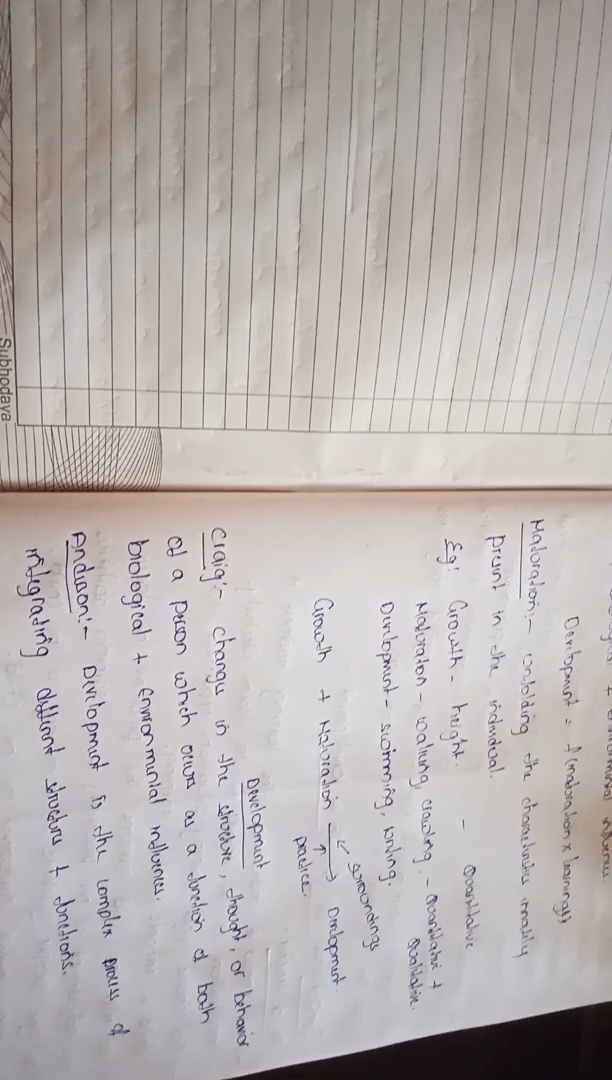 Development = f(maturation x learning)
Maturation:- unfolding the characteristics innately
present in the individual.
Eg: Growth - height. - Quantitative
Maturation - walking, crawling. - Quantitative +
Qualitative.
Development - swimming, writing.
surroundings
Growth + Maturation → Development.
practice.
Development
Craig:- changes in the structure, thought, or behavior
of a person which occurs as a function of both
biological + Environmental influences.
Anderson:- Development is the complex process of
integrating different structures + functions.
Subhodaya